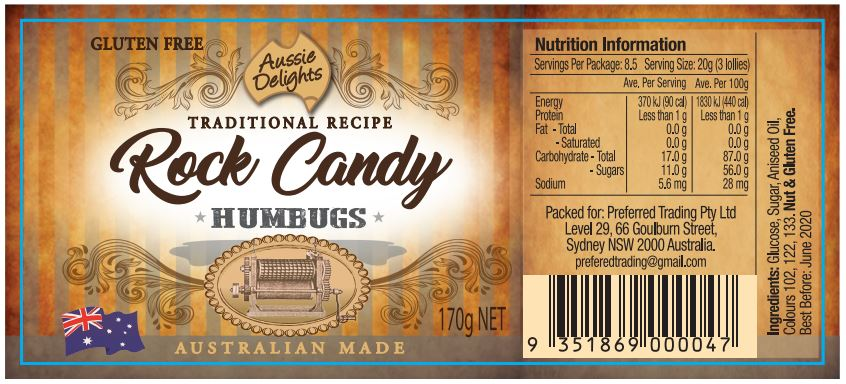 GLUTEN FREE
Aussie
Delights
TRADITIONAL RECIPE
Rock Candy
HUMBUGS
170g NET
AUSTRALIAN MADE
Nutrition Information
Servings Per Package: 8.5 Serving Size: 20g (3 lollies)
Ave. Per Serving Ave. Per 100g
Energy 370 kJ (90 cal) 1830 kJ (440 cal)
Protein Less than 1 g Less than 1 g
Fat - Total 0.0 g 0.0 g
- Saturated 0.0 g 0.0 g
Carbohydrate - Total 17.0 g 87.0 g
- Sugars 11.0 g 56.0 g
Sodium 5.6 mg 28 mg
Packed for: Preferred Trading Pty Ltd
Level 29, 66 Goulburn Street,
Sydney NSW 2000 Australia.
preferedtrading@gmail.com
9 351869 000047
Ingredients: Glucose, Sugar, Aniseed Oil,
Colours 102, 122, 133. Nut & Gluten Free.
Best Before: June 2020